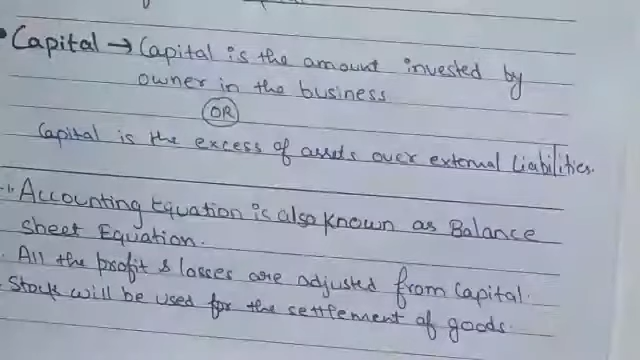 • Capital → Capital is the amount invested by
owner in the business
OR
Capital is the excess of assets over external Liabilities.
Accounting Equation is also known as Balance
Sheet Equation.
All the profit & losses are adjusted from Capital.
Stock will be used for the settlement of goods.